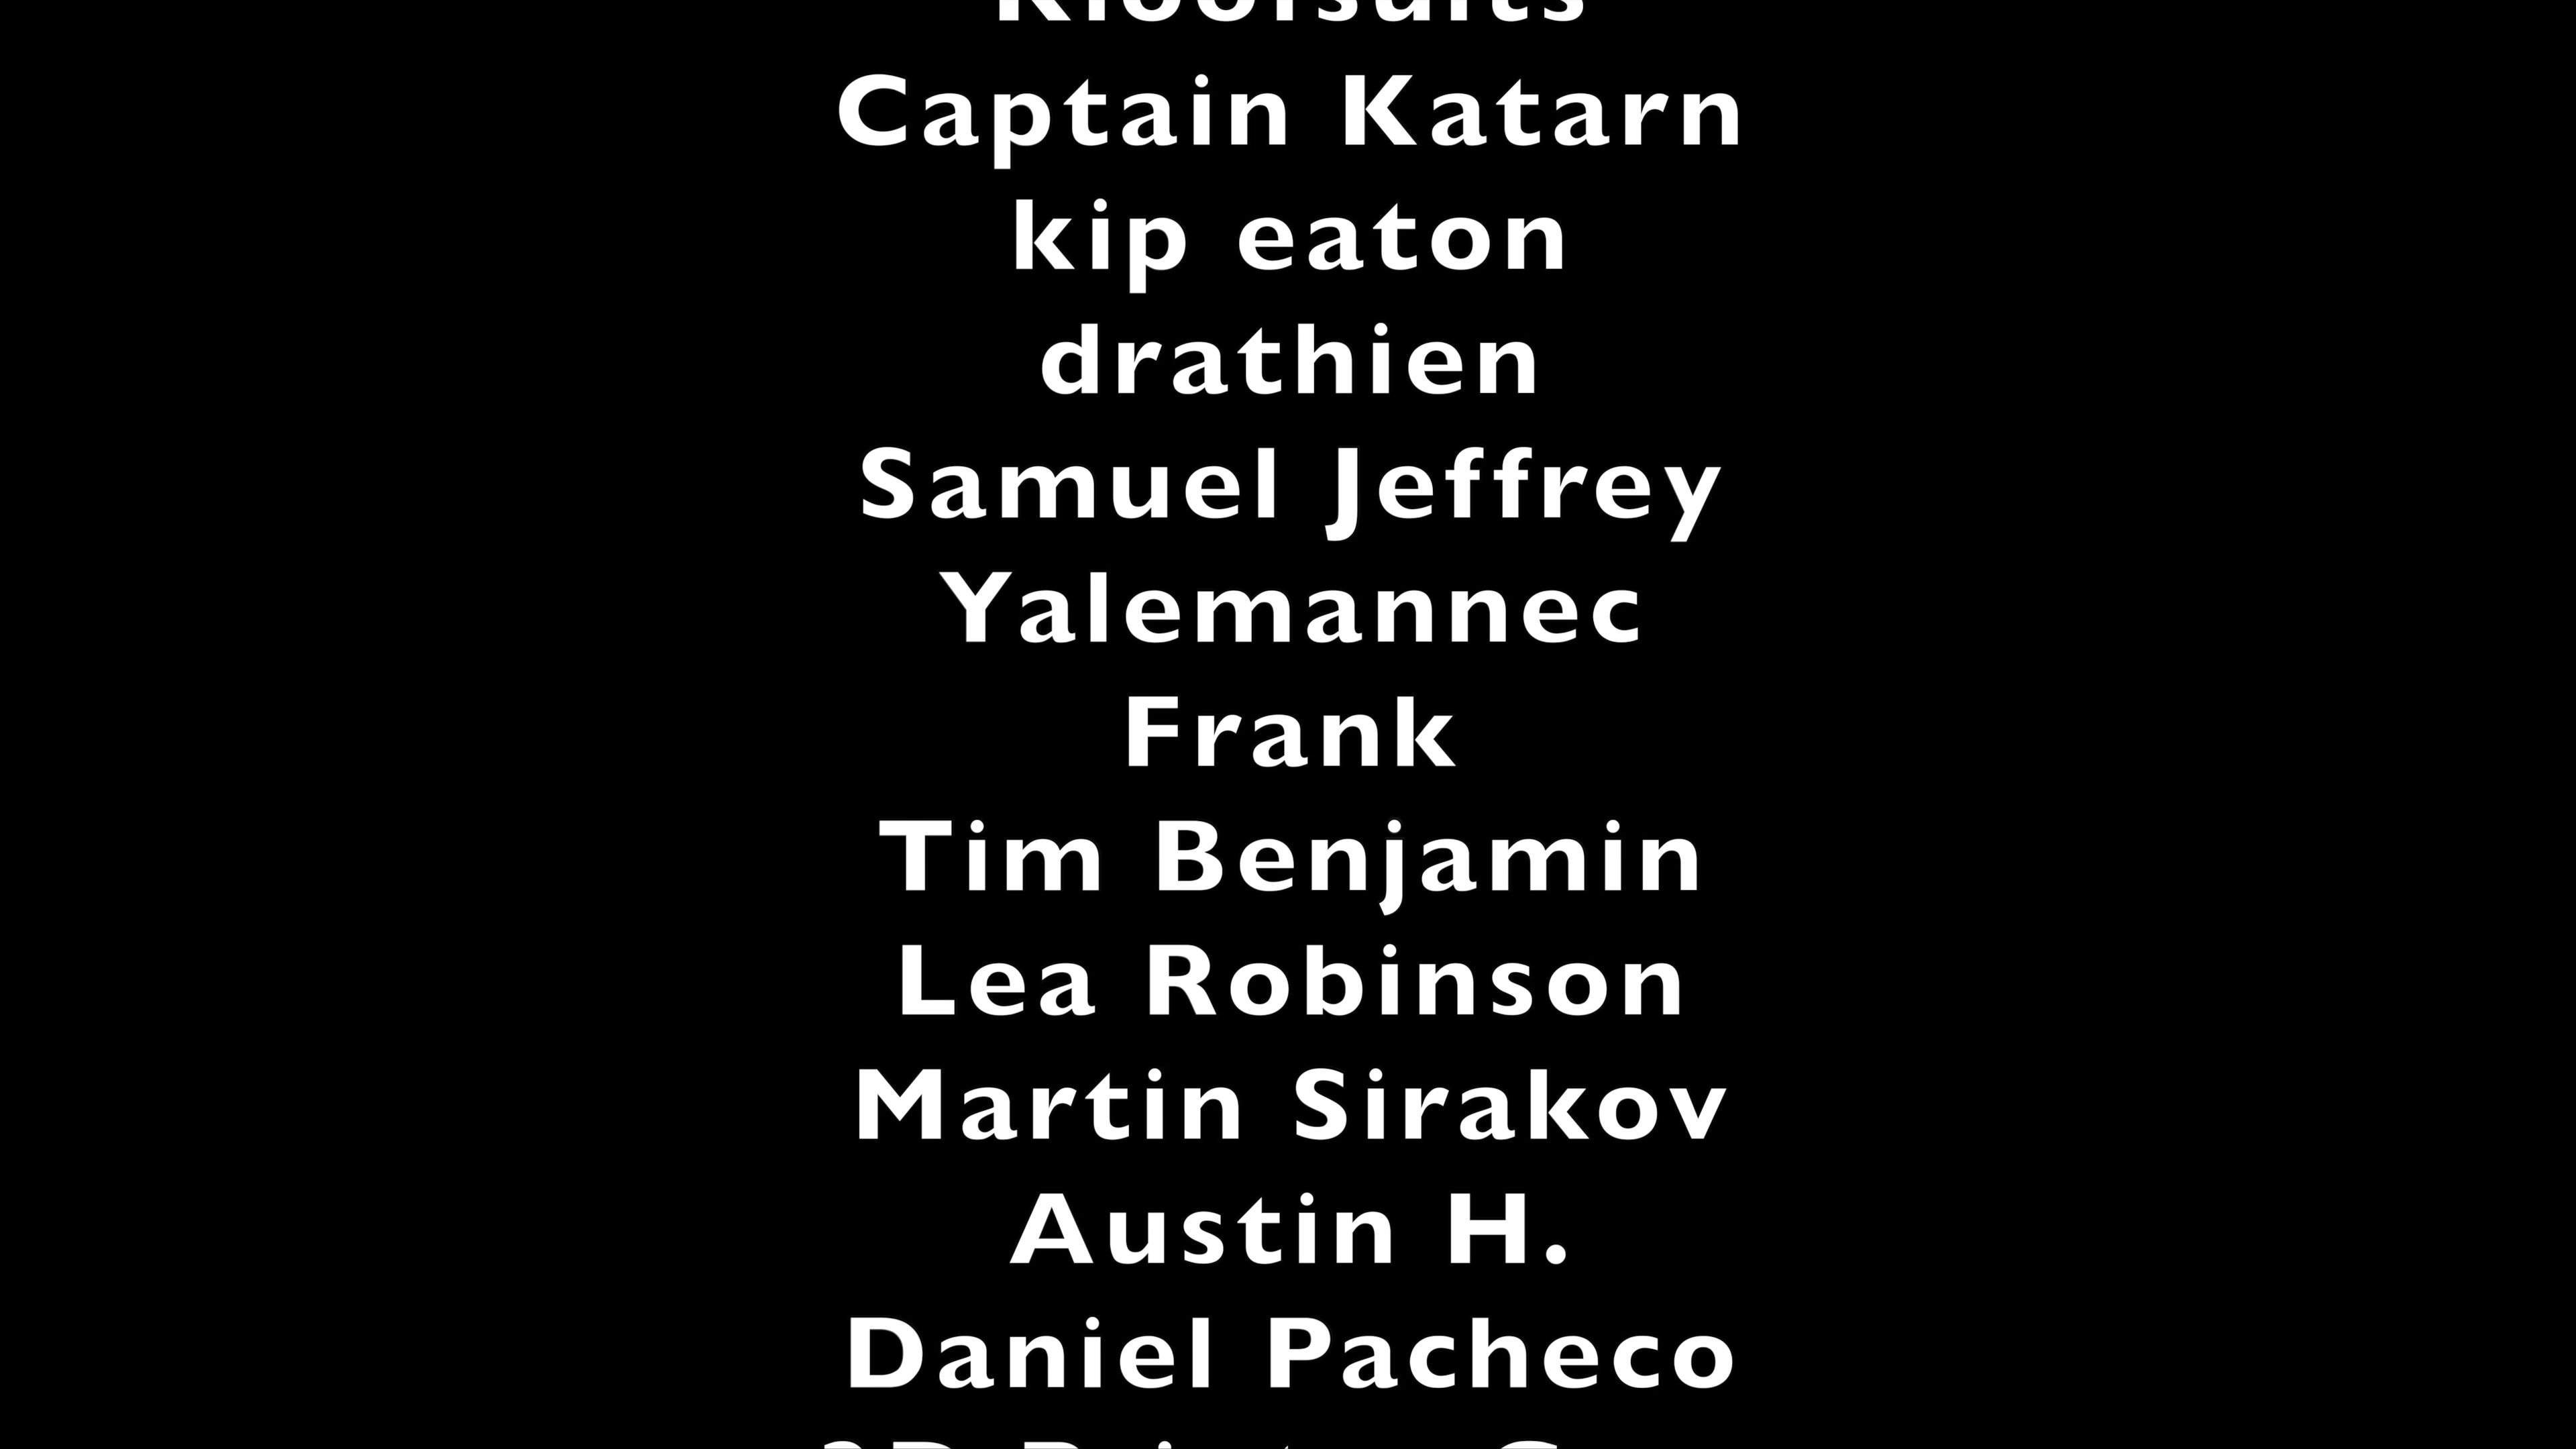 Captain Katarn
kip eaton
drathien
Samuel Jeffrey
Yalemannec
Frank
Tim Benjamin
Lea Robinson
Martin Sirakov
Austin H.
Daniel Pacheco